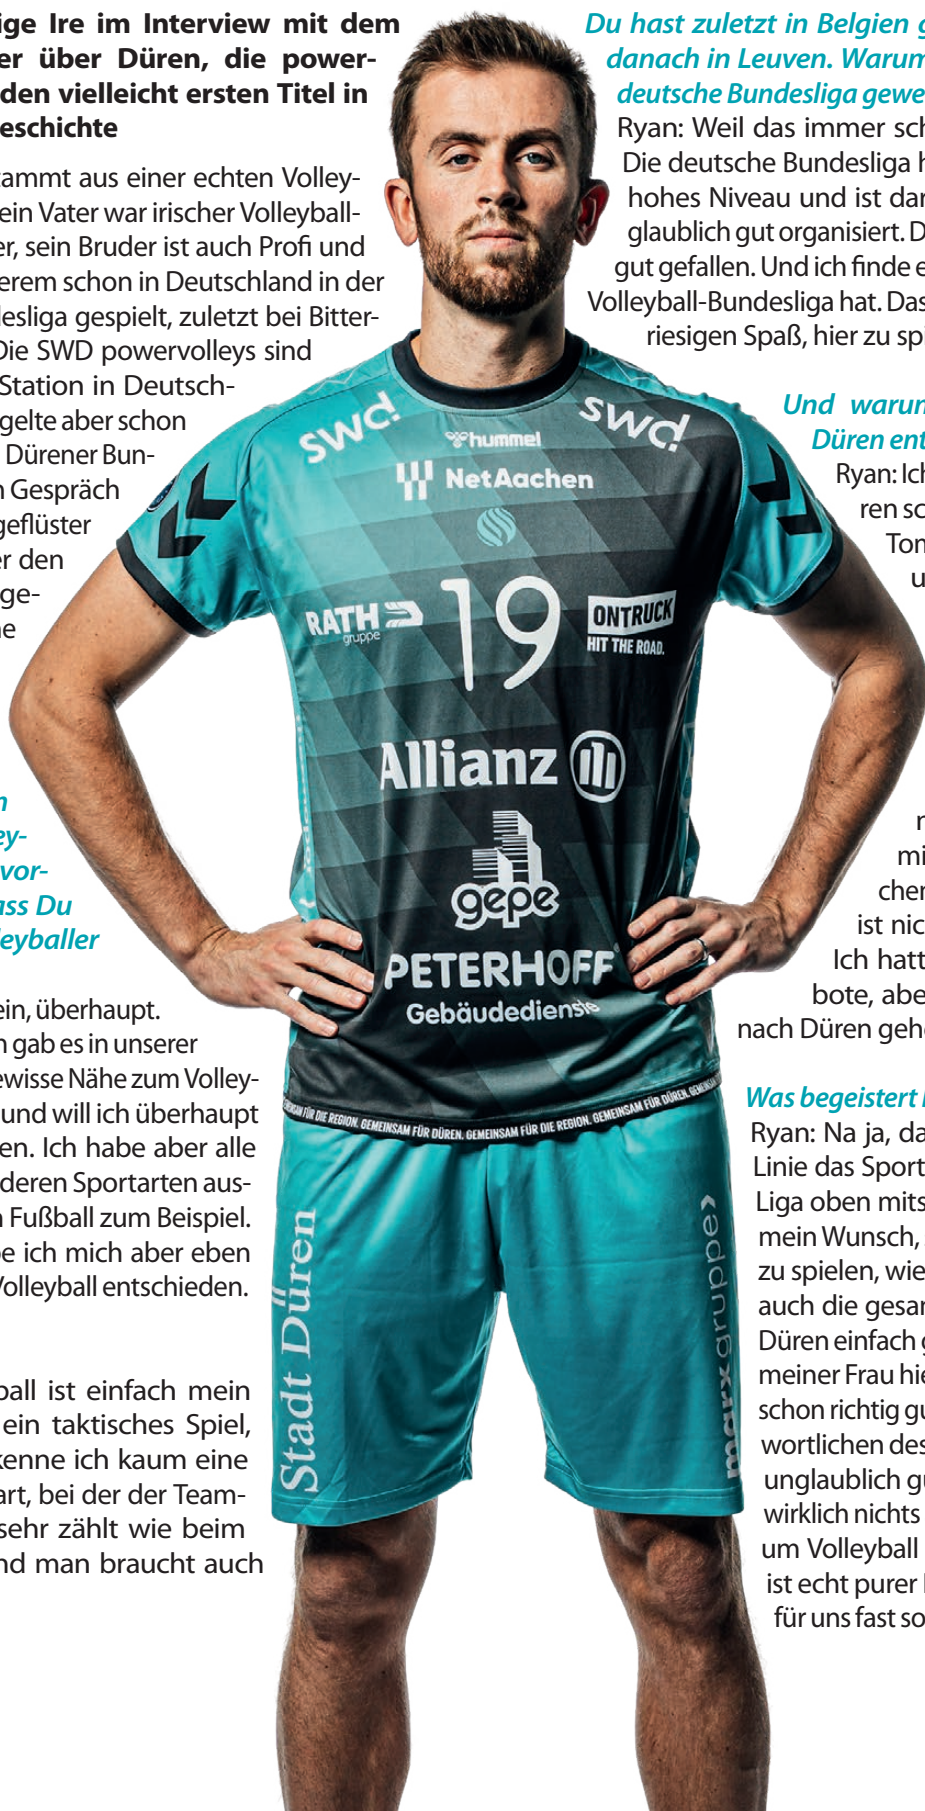 ige Ire im Interview mit dem
er über Düren, die power-
den vielleicht ersten Titel in
eschichte
tammt aus einer echten Volley-
ein Vater war irischer Volleyball-
er, sein Bruder ist auch Profi und
derem schon in Deutschland in der
desliga gespielt, zuletzt bei Bitter-
Die SWD powervolleys sind
Station in Deutsch-
gelte aber schon
Dürener Bun-
n Gespräch
geflüster
er den
ge-
ne
n
ey-
vor-
ass Du
leyballer
ein, überhaupt.
n gab es in unserer
ewisse Nähe zum Volley-
und will ich überhaupt
en. Ich habe aber alle
deren Sportarten aus-
n Fußball zum Beispiel.
be ich mich aber eben
Volleyball entschieden.
ball ist einfach mein
ein taktisches Spiel,
kenne ich kaum eine
art, bei der der Team-
sehr zählt wie beim
nd man braucht auch
swd!
swd!
hummel
NetAachen
RATH
gruppe
19
ONTRUCK
HIT THE ROAD.
Allianz
gepe
PETERHOFF
Gebäudedienste
FÜR DIE REGION. GEMEINSAM FÜR DÜREN. GEMEINSAM FÜR DIE REGION. GEMEINSAM FÜR DÜREN.
Stadt Düren
marxgruppe
Du hast zuletzt in Belgien g
danach in Leuven. Warum
deutsche Bundesliga gewe
Ryan: Weil das immer sch
Die deutsche Bundesliga h
hohes Niveau und ist dar
glaublich gut organisiert. D
gut gefallen. Und ich finde e
Volleyball-Bundesliga hat. Das
riesigen Spaß, hier zu spi
Und warun
Düren ent
Ryan: Ich
ren sc
Tom
u
mi
cher
ist nic
Ich hatt
bote, abe
nach Düren gehe
Was begeistert
Ryan: Na ja, da
Linie das Sport
Liga oben mits
mein Wunsch,
zu spielen, wie
auch die gesar
Düren einfach g
meiner Frau hie
schon richtig gu
wortlichen des
unglaublich gu
wirklich nichts
um Volleyball
ist echt purer
für uns fast so